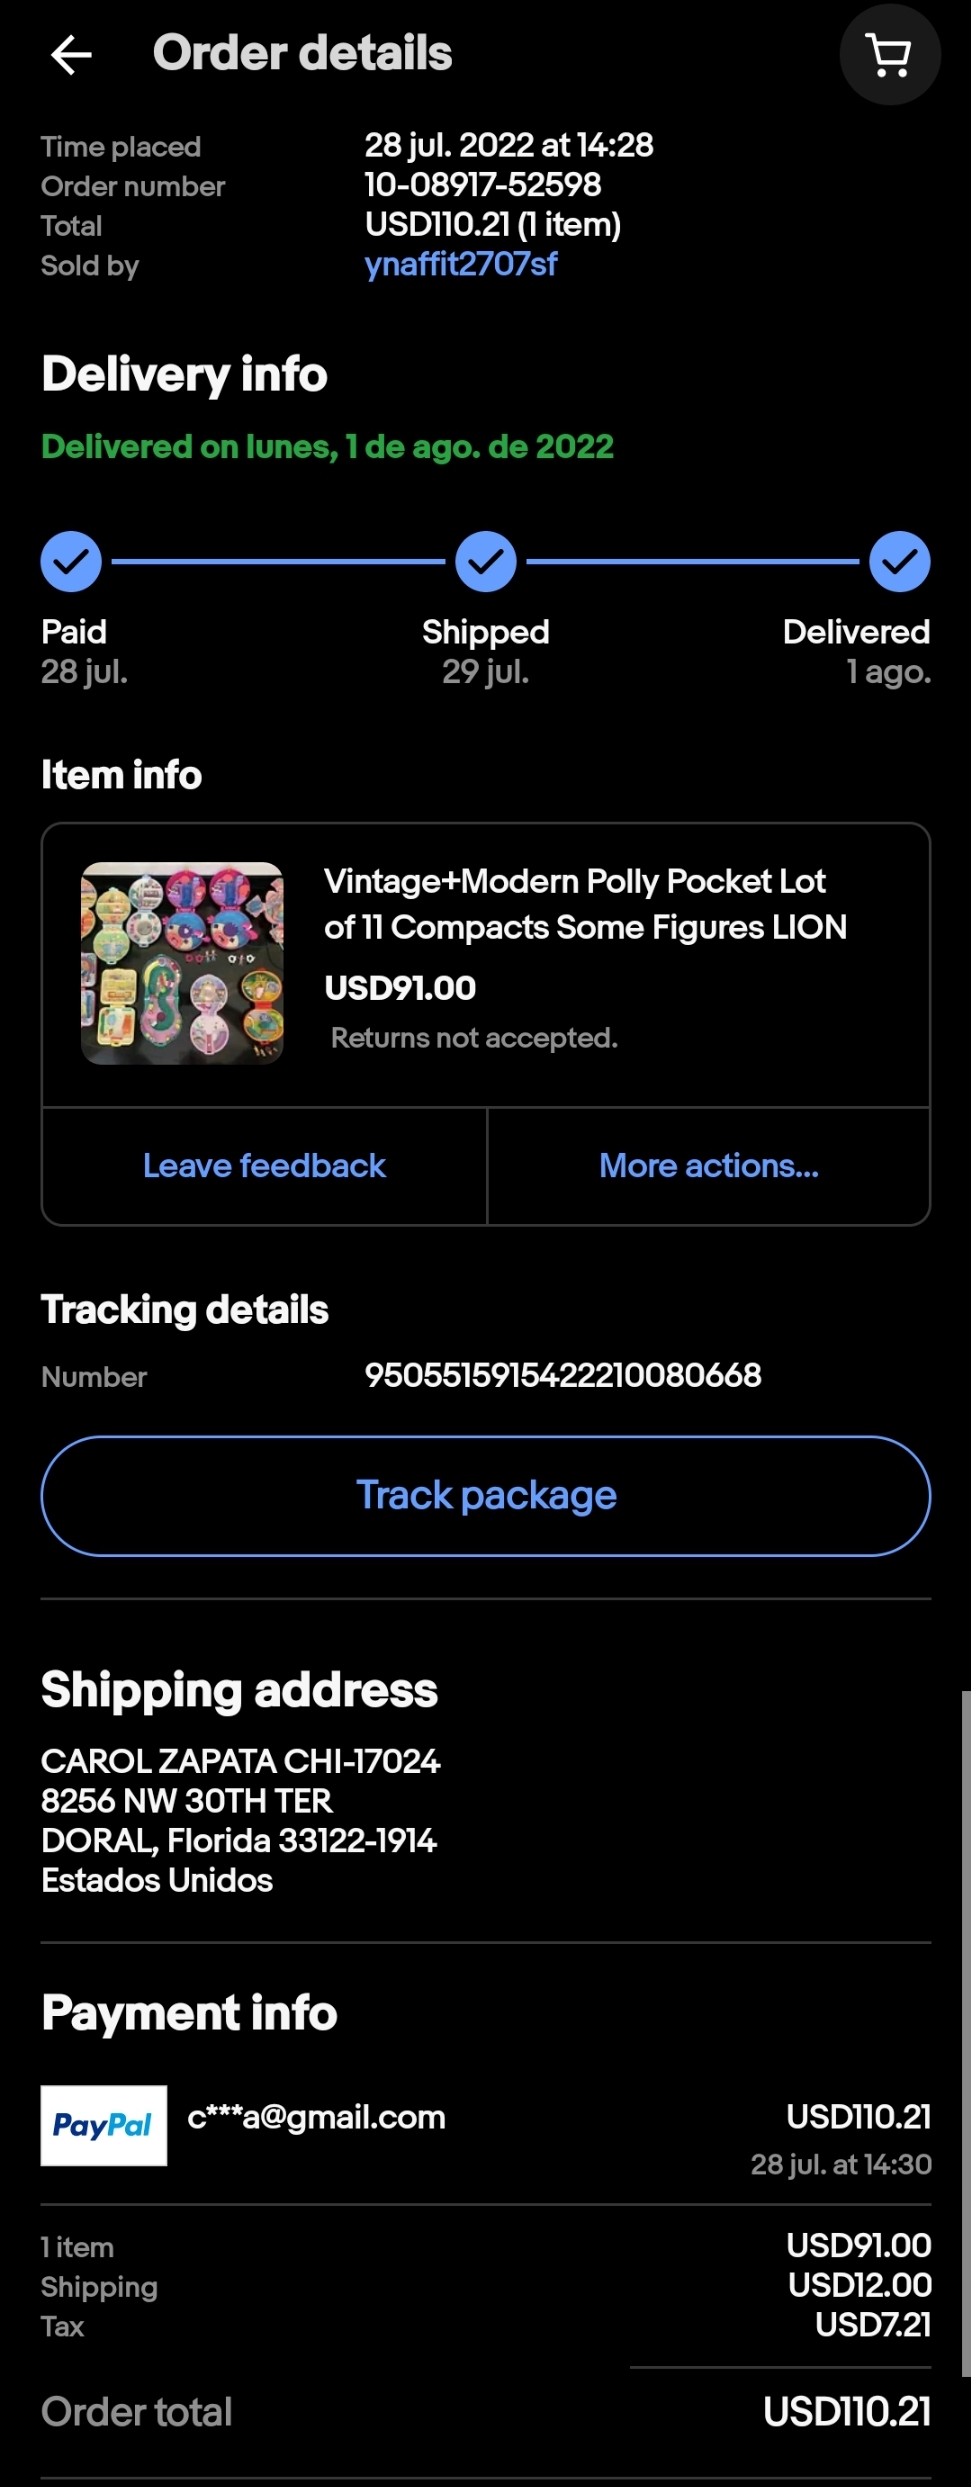 Order details
Time placed 28 jul. 2022 at 14:28
Order number 10-08917-52598
Total USD110.21 (1 item)
Sold by ynaffit2707sf
Delivery info
Delivered on lunes, 1 de ago. de 2022
Paid Shipped Delivered
28 jul. 29 jul. 1 ago.
Item info
Vintage+Modern Polly Pocket Lot
of 11 Compacts Some Figures LION
USD91.00
Returns not accepted.
Leave feedback More actions...
Tracking details
Number 9505515915422210080668
Track package
Shipping address
CAROL ZAPATA CHI-17024
8256 NW 30TH TER
DORAL, Florida 33122-1914
Estados Unidos
Payment info
PayPal c***a@gmail.com USD110.21
28 jul. at 14:30
1 item USD91.00
Shipping USD12.00
Tax USD7.21
Order total USD110.21